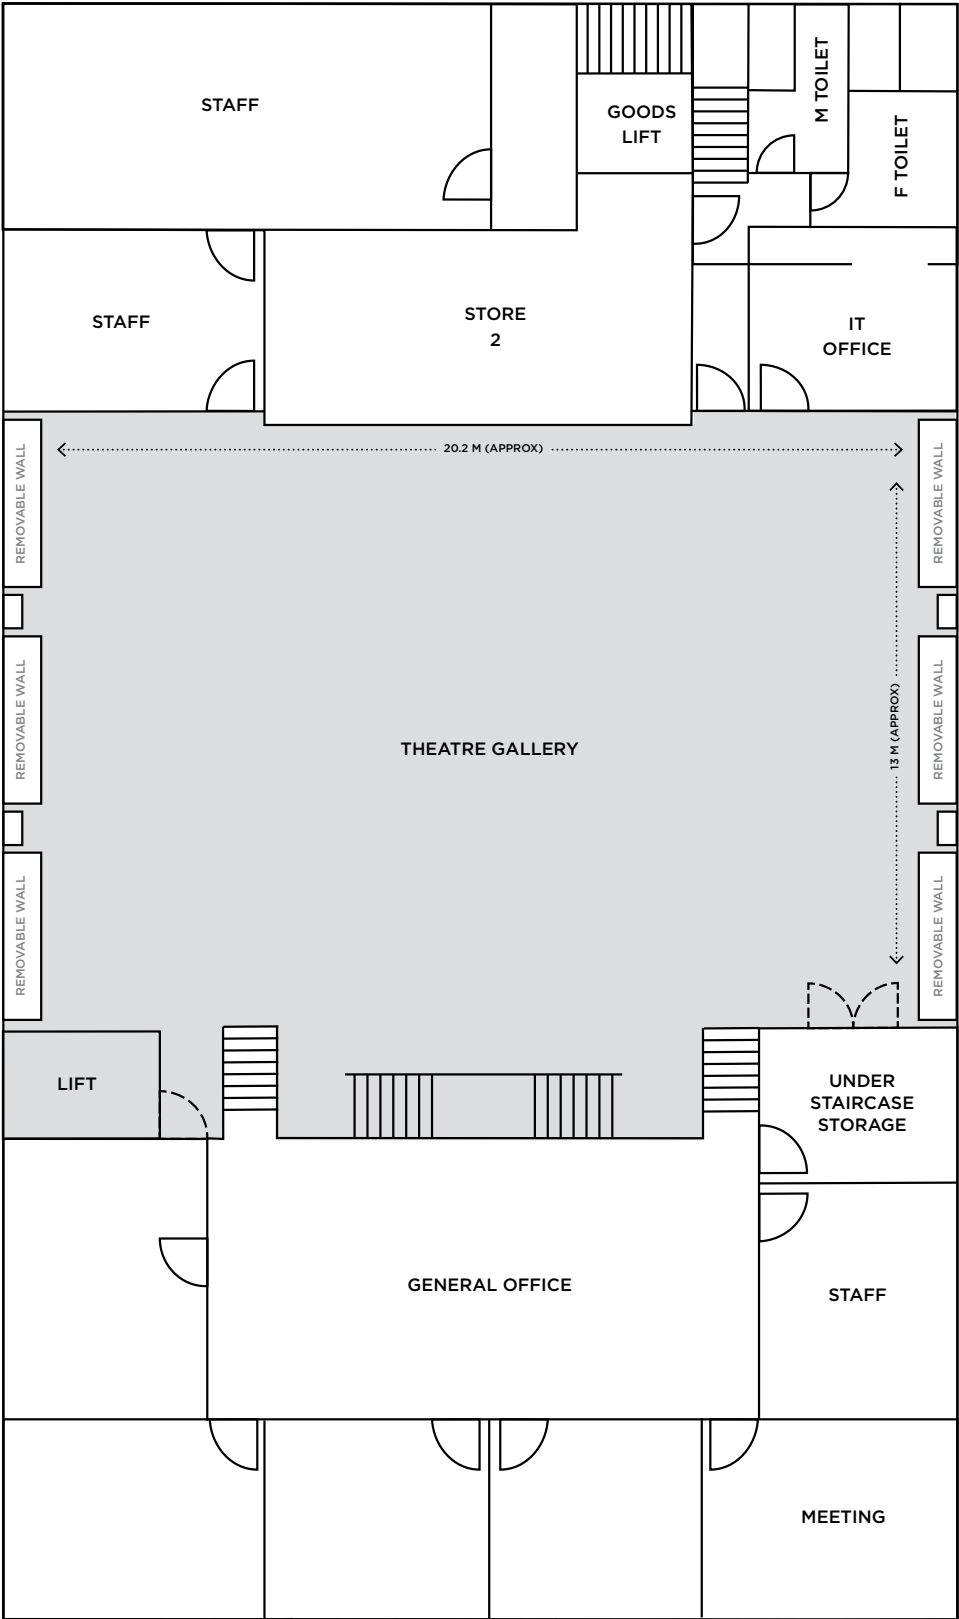 STAFF
GOODS
LIFT
M TOILET
F TOILET
STAFF
STORE
2
IT
OFFICE
20.2 M (APPROX)
REMOVABLE WALL
REMOVABLE WALL
13 M (APPROX)
REMOVABLE WALL
REMOVABLE WALL
THEATRE GALLERY
REMOVABLE WALL
REMOVABLE WALL
LIFT
UNDER
STAIRCASE
STORAGE
GENERAL OFFICE
STAFF
MEETING